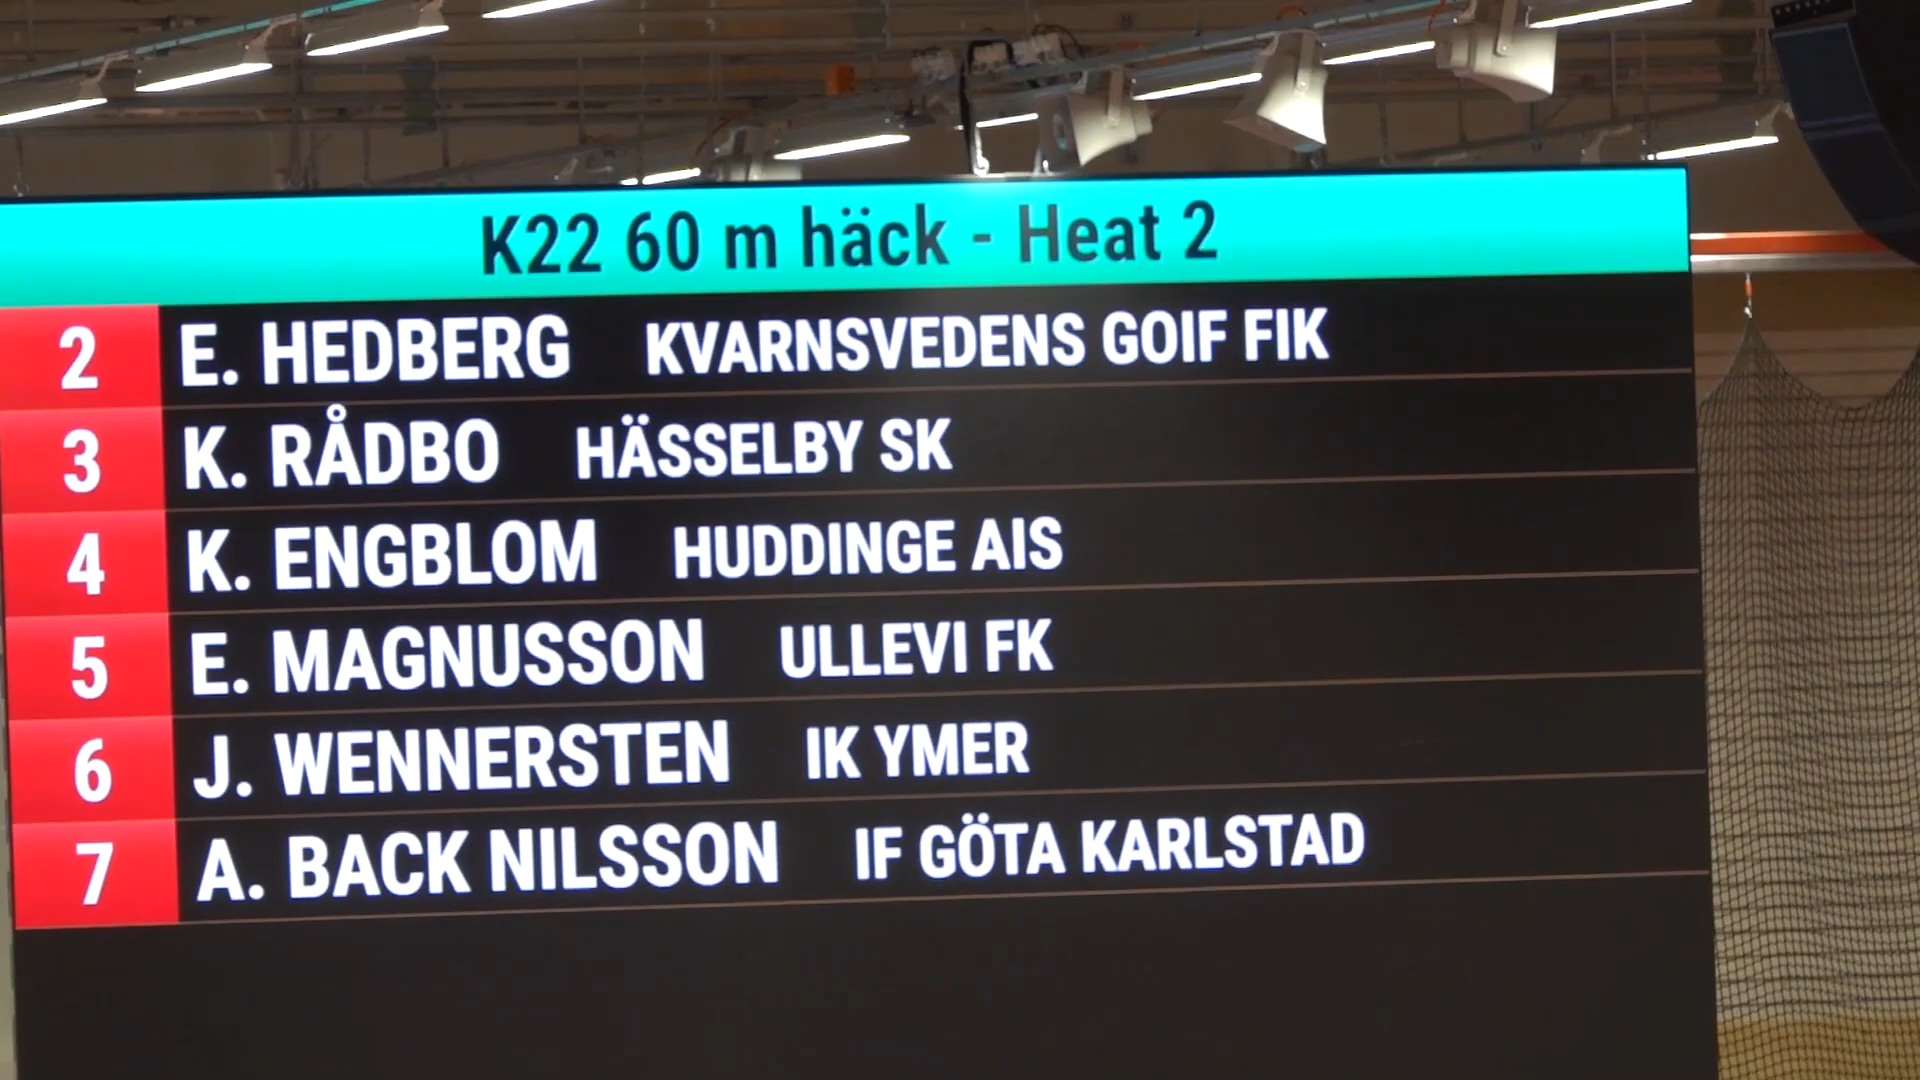 K22 60 m häck - Heat 2
2 E. HEDBERG KVARNSVEDENS GOIF FIK
3 K. RÅDBO HÄSSELBY SK
4 K. ENGBLOM HUDDINGE AIS
5 E. MAGNUSSON ULLEVI FK
6 J. WENNERSTEN IK YMER
7 A. BACK NILSSON IF GÖTA KARLSTAD